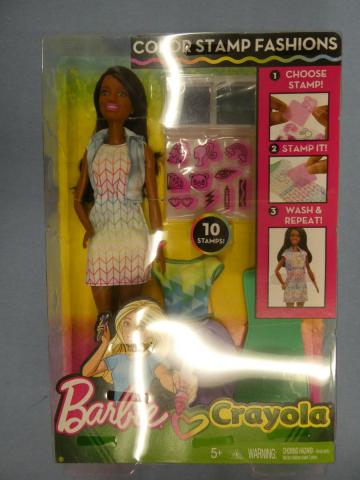 COLOR STAMP FASHIONS
1 CHOOSE STAMP!
2 STAMP IT!
3 WASH & REPEAT!
10 STAMPS!
Barbie Crayola
5+ WARNING: CHOKING HAZARD